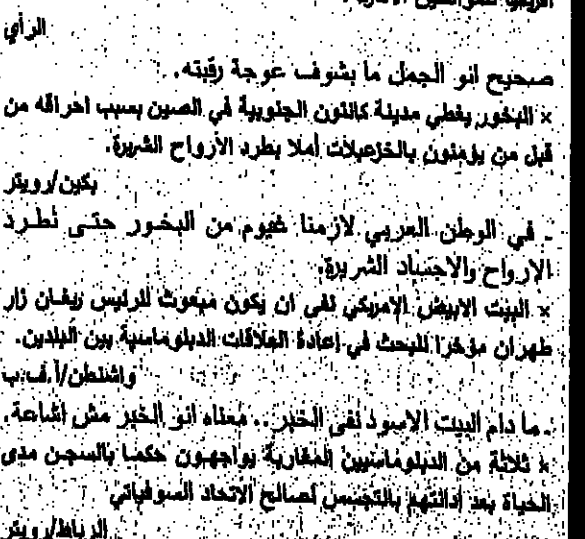 الرأي
صحيح انو الجمل ما بشوف عوجة رقبته.
× البخور يغطي مدينة كانتون الجنوبية في الصين بسبب احراقه من
قبل من يؤمنون بالخزعبلات أملا بطرد الأرواح الشريرة.
بكين/رويتر
- في الوطن العربي لازمنا غيوم من البخور حتى نطرد
الارواح والاجساد الشريرة.
× البيت الابيض الامريكي نفى ان يكون مبعوث للرئيس ريغان زار
طهران مؤخرا للبحث في إعادة العلاقات الدبلوماسية بين البلدين.
واشنطن/أ.ف.ب
- ما دام البيت الاسود نفى الخبر.. معناه انو الخبر مش اشاعة.
× ثلاثة من الدبلوماسيين المغاربة يواجهون حكما بالسجن مدى
الحياة بعد ادانتهم بالتجسس لصالح الاتحاد السوفياتي
الرباط/رويتر